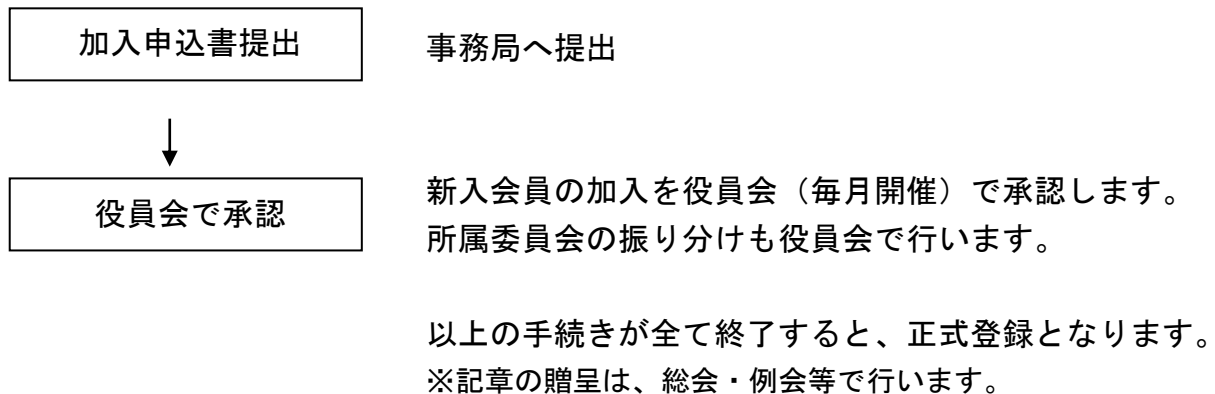 加入申込書提出
事務局へ提出
↓
役員会で承認
新入会員の加入を役員会（毎月開催）で承認します。
所属委員会の振り分けも役員会で行います。
以上の手続きが全て終了すると、正式登録となります。
※記章の贈呈は、総会・例会等で行います。